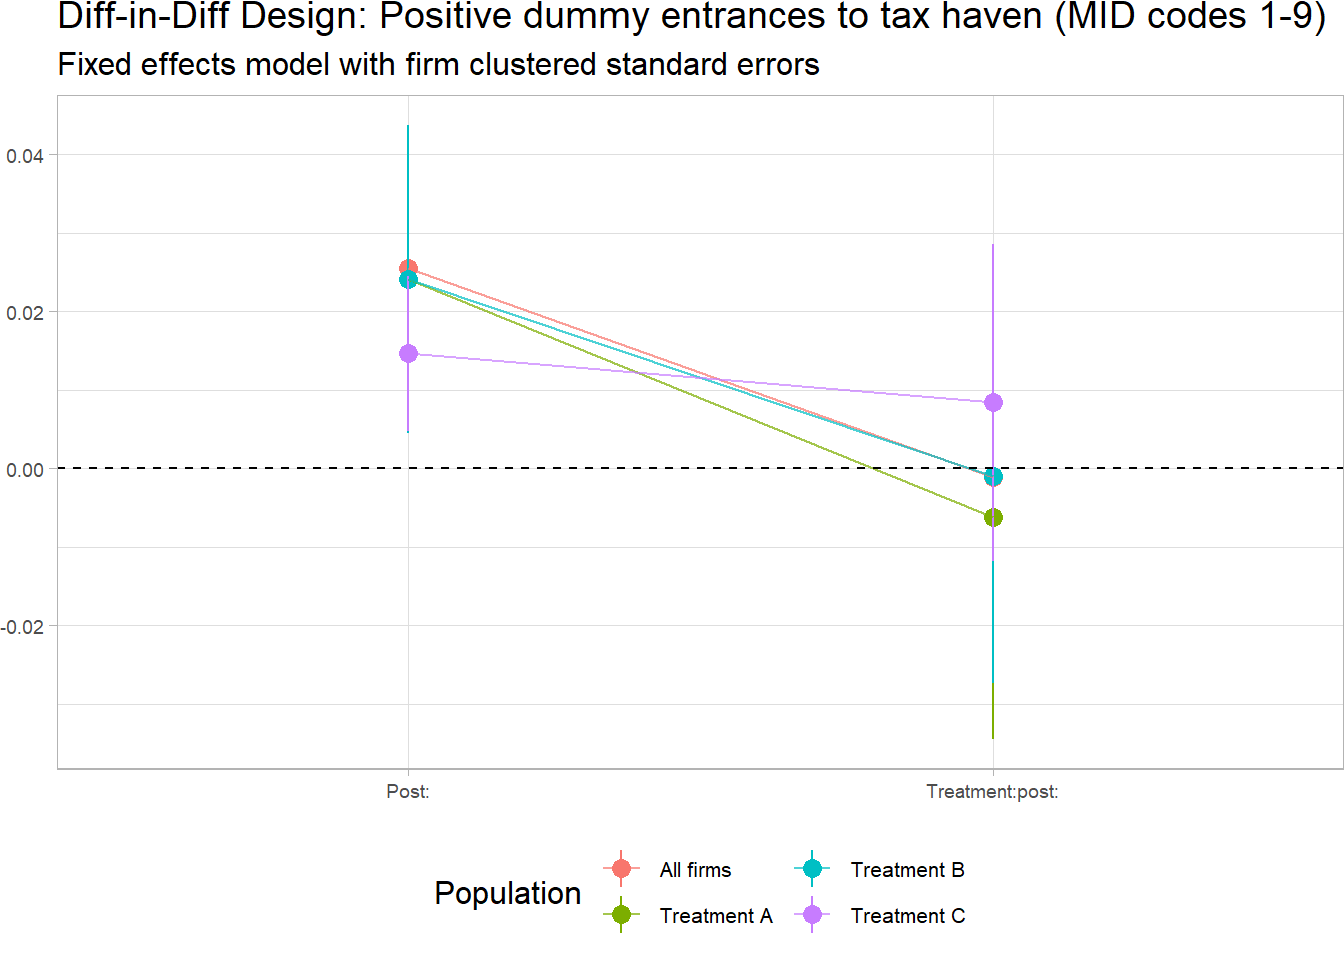 Diff-in-Diff Design: Positive dummy entrances to tax haven (MID codes 1-9)
Fixed effects model with firm clustered standard errors
0.04
0.02
0.00
-0.02
Post:
Treatment:post:
Population
All firms
Treatment B
Treatment A
Treatment C